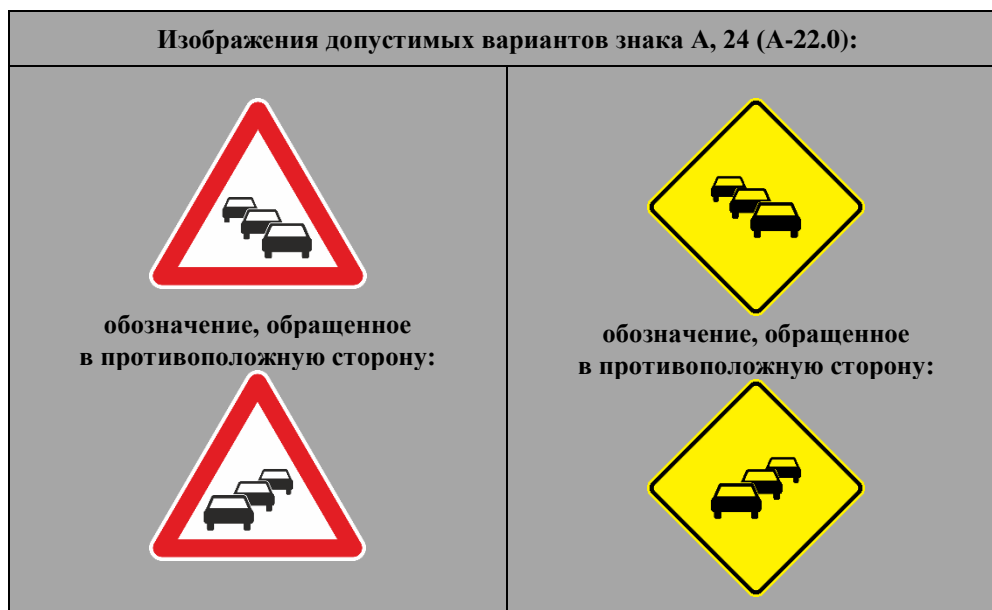 Изображения допустимых вариантов знака A, 24 (A-22.0):
обозначение, обращенное
в противоположную сторону:
обозначение, обращенное
в противоположную сторону: